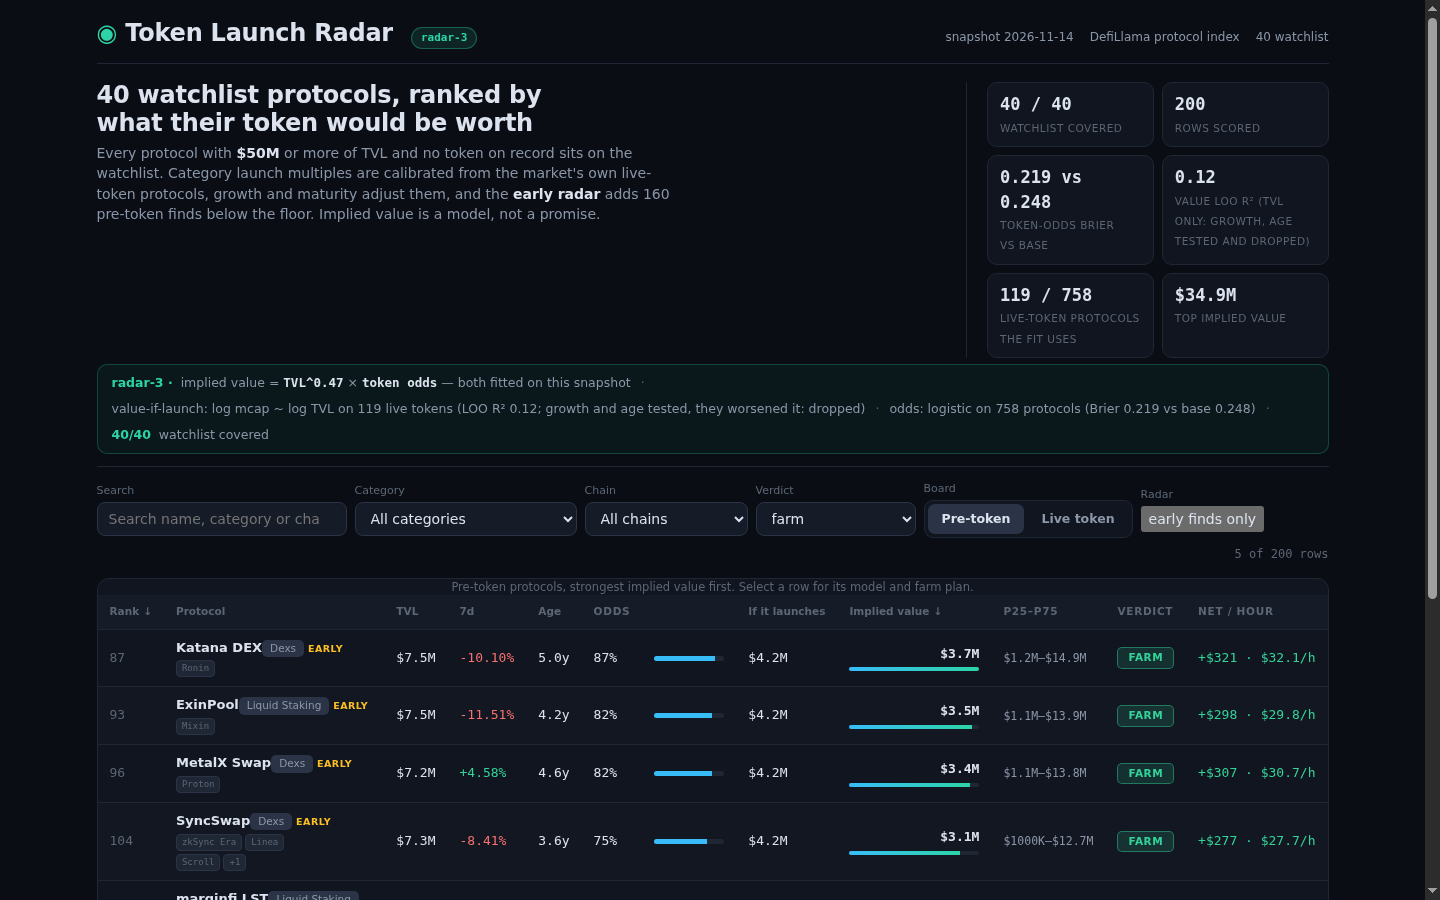 ◉ Token Launch Radar radar-3
snapshot 2026-11-14 DefiLlama protocol index 40 watchlist
40 watchlist protocols, ranked by
what their token would be worth
Every protocol with $50M or more of TVL and no token on record sits on the
watchlist. Category launch multiples are calibrated from the market's own live-
token protocols, growth and maturity adjust them, and the early radar adds 160
pre-token finds below the floor. Implied value is a model, not a promise.
40 / 40
WATCHLIST COVERED
200
ROWS SCORED
0.219 vs
0.248
TOKEN-ODDS BRIER
VS BASE
0.12
VALUE LOO R² (TVL
ONLY: GROWTH, AGE
TESTED AND DROPPED)
119 / 758
LIVE-TOKEN PROTOCOLS
THE FIT USES
$34.9M
TOP IMPLIED VALUE
radar-3 · implied value = TVL^0.47 × token odds — both fitted on this snapshot ·
value-if-launch: log mcap ~ log TVL on 119 live tokens (LOO R² 0.12; growth and age tested, they worsened it: dropped) · odds: logistic on 758 protocols (Brier 0.219 vs base 0.248) ·
40/40 watchlist covered
Search Category Chain Verdict Board Radar
Search name, category or cha All categories All chains farm Pre-token Live token early finds only
5 of 200 rows
Pre-token protocols, strongest implied value first. Select a row for its model and farm plan.
Rank ↓ Protocol TVL 7d Age ODDS If it launches Implied value ↓ P25–P75 VERDICT NET / HOUR
87 Katana DEX Dexs EARLY $7.5M -10.10% 5.0y 87% $4.2M $3.7M $1.2M–$14.9M FARM +$321 · $32.1/h
Ronin
93 ExinPool Liquid Staking EARLY $7.5M -11.51% 4.2y 82% $4.2M $3.5M $1.1M–$13.9M FARM +$298 · $29.8/h
Mixin
96 MetalX Swap Dexs EARLY $7.2M +4.58% 4.6y 82% $4.2M $3.4M $1.1M–$13.8M FARM +$307 · $30.7/h
Proton
104 SyncSwap Dexs EARLY $7.3M -8.41% 3.6y 75% $4.2M $3.1M $1000K–$12.7M FARM +$277 · $27.7/h
zkSync Era Linea
Scroll +1
marginfi LST Liquid Staking